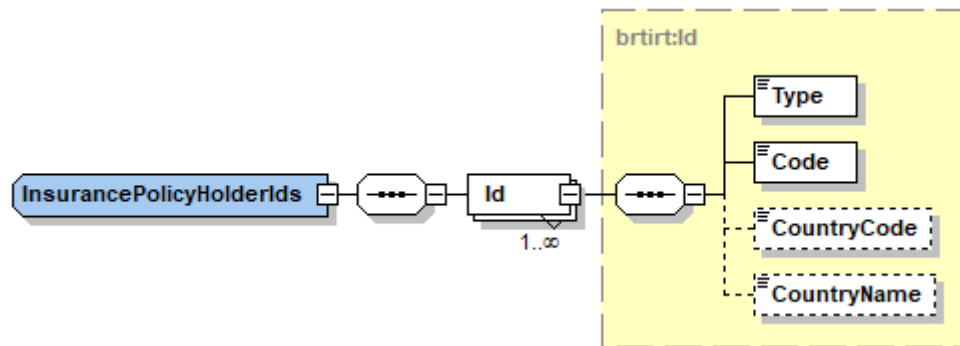 brtirt:Id
Type
Code
InsurancePolicyHolderIds
Id
1..∞
CountryCode
CountryName